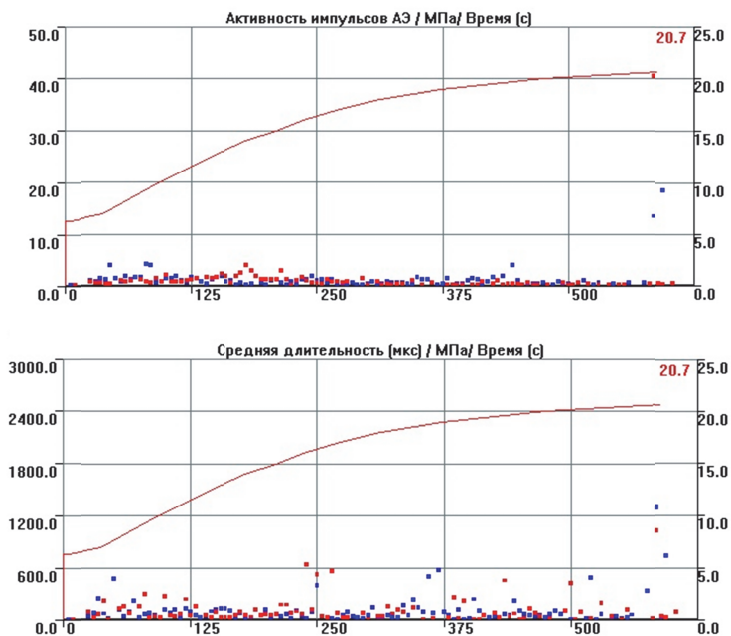 Активность импульсов АЭ / МПа/ Время (с)
50.0 20.7 25.0
40.0 20.0
30.0 15.0
20.0 10.0
10.0 5.0
0.0 0 125 250 375 500 0.0
Средняя длительность (мкс) / МПа/ Время (с)
3000.0 20.7 25.0
2400.0 20.0
1800.0 15.0
1200.0 10.0
600.0 5.0
0.0 0 125 250 375 500 0.0